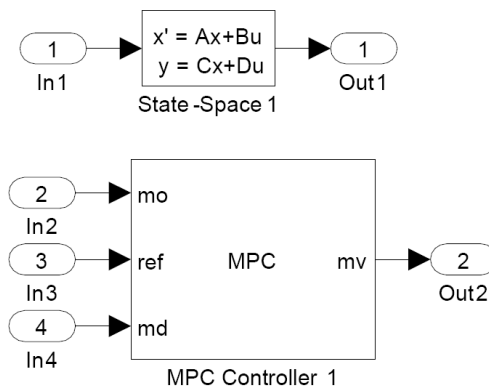 1
In1
x' = Ax+Bu
y = Cx+Du
State-Space 1
1
Out1
2
In2
3
In3
4
In4
mo
ref
md
MPC
mv
MPC Controller 1
2
Out2